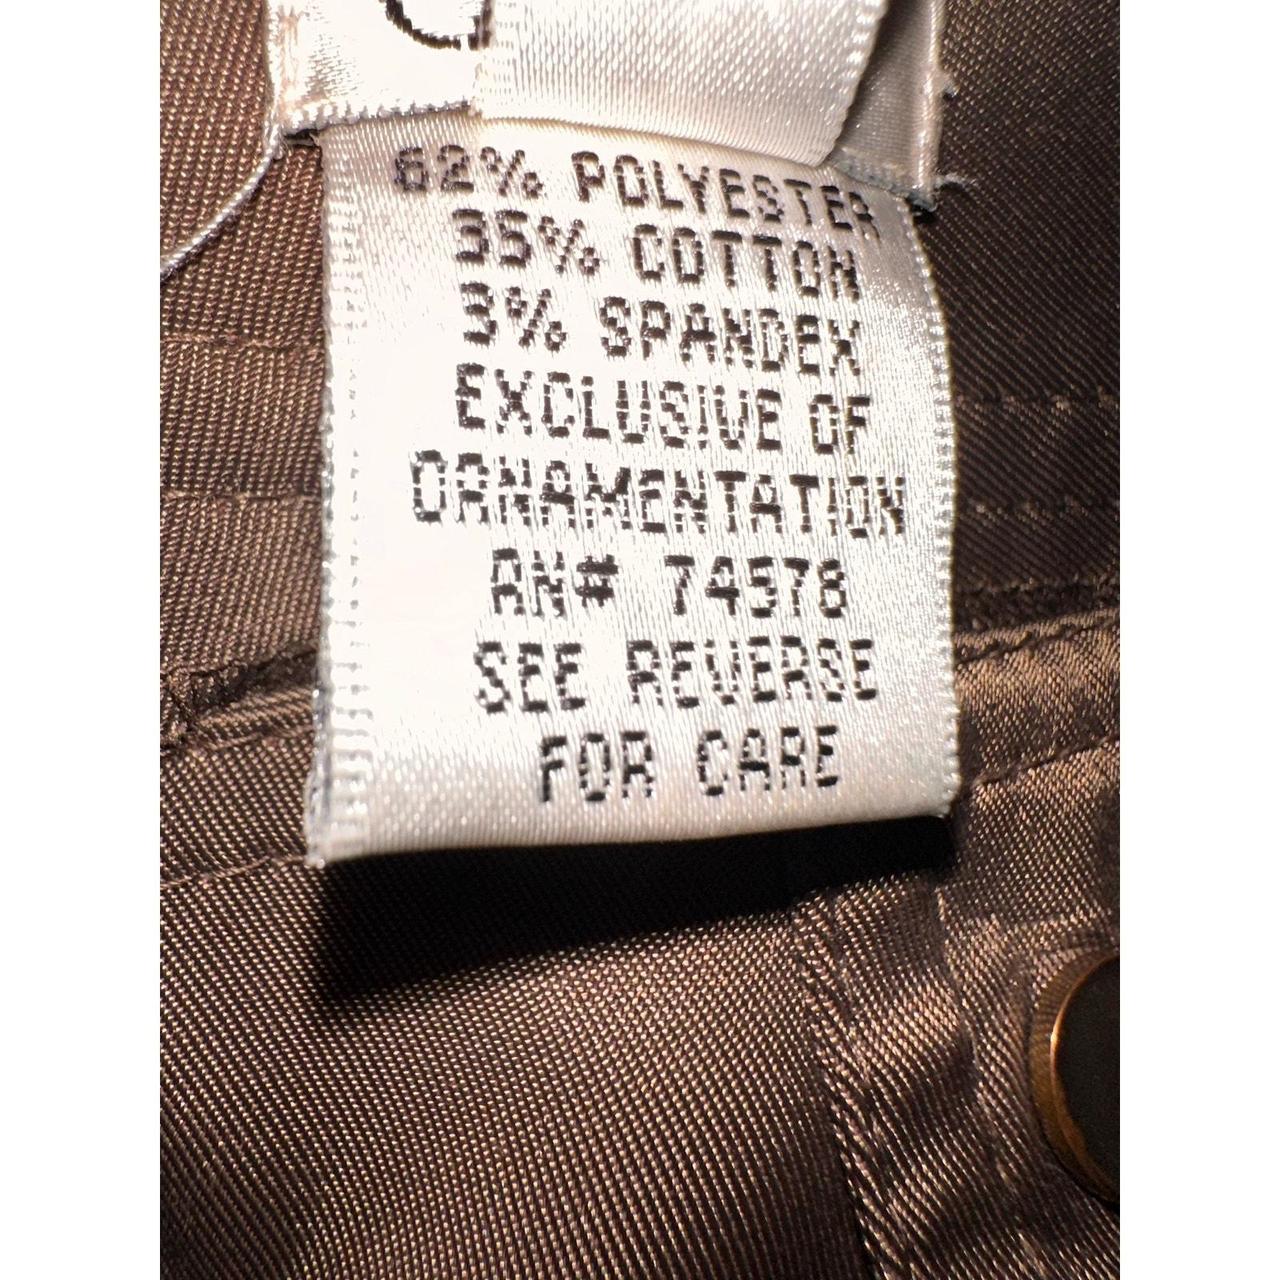 62% POLYESTER
35% COTTON
3% SPANDEX
EXCLUSIVE OF
ORNAMENTATION
RN# 74578
SEE REVERSE
FOR CARE